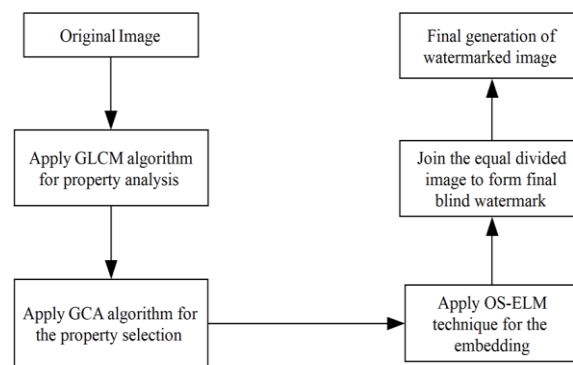 Original Image
Apply GLCM algorithm
for property analysis
Apply GCA algorithm for
the property selection
Apply OS-ELM
technique for the
embedding
Join the equal divided
image to form final
blind watermark
Final generation of
watermarked image